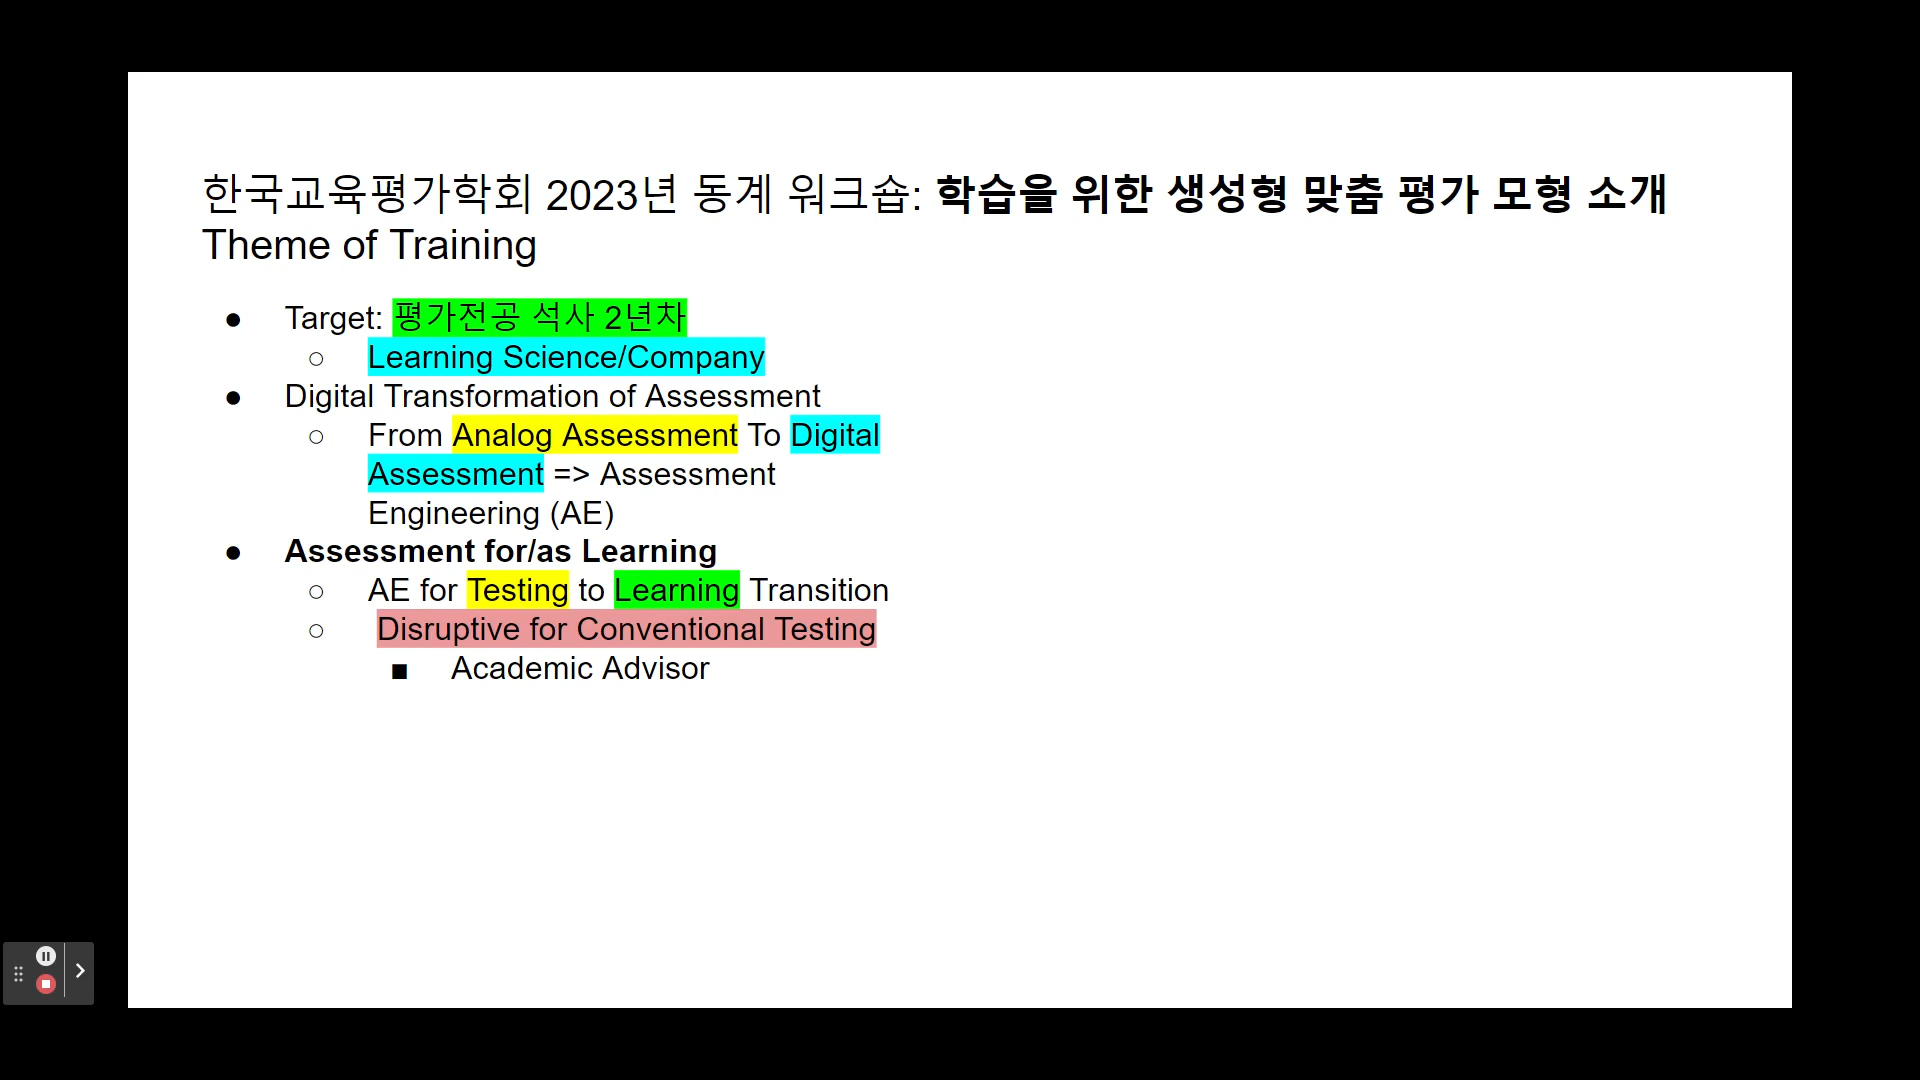 한국교육평가학회 2023년 동계 워크숍: 학습을 위한 생성형 맞춤 평가 모형 소개
Theme of Training
● Target: 평가전공 석사 2년차
○ Learning Science/Company
● Digital Transformation of Assessment
○ From Analog Assessment To Digital
Assessment => Assessment
Engineering (AE)
● Assessment for/as Learning
○ AE for Testing to Learning Transition
○ Disruptive for Conventional Testing
■ Academic Advisor